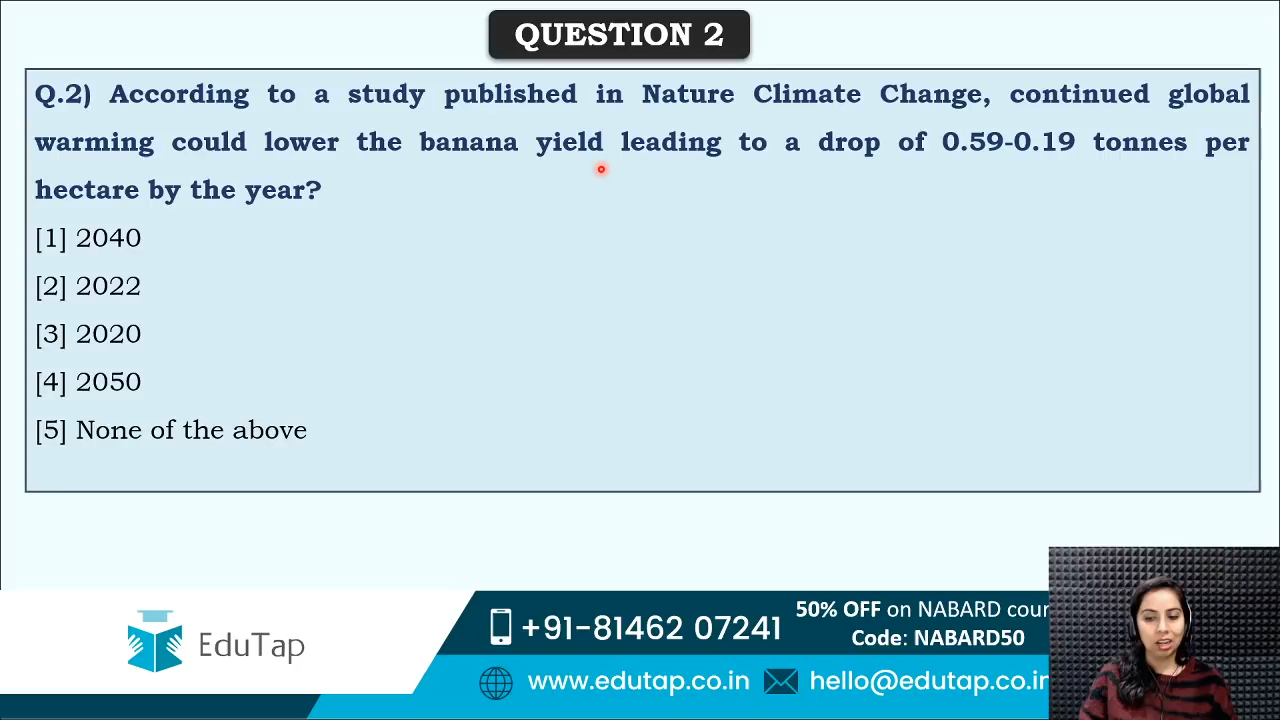 QUESTION 2
Q.2) According to a study published in Nature Climate Change, continued global
warming could lower the banana yield leading to a drop of 0.59-0.19 tonnes per
hectare by the year?
[1] 2040
[2] 2022
[3] 2020
[4] 2050
[5] None of the above
EduTap
+91-81462 07241
50% OFF on NABARD cour
Code: NABARD50
www.edutap.co.in
hello@edutap.co.in